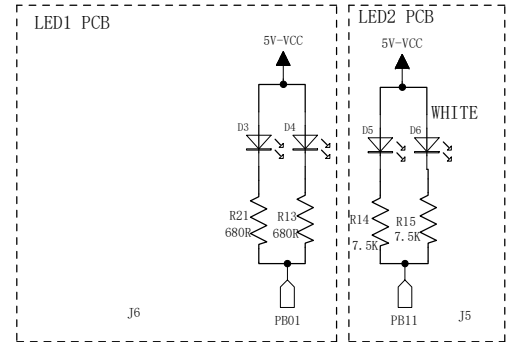 LED1 PCB
5V-VCC
D3
D4
R21
680R
R13
680R
J6
PB01
LED2 PCB
5V-VCC
WHITE
D5
D6
R14
7.5K
R15
7.5K
PB11
J5